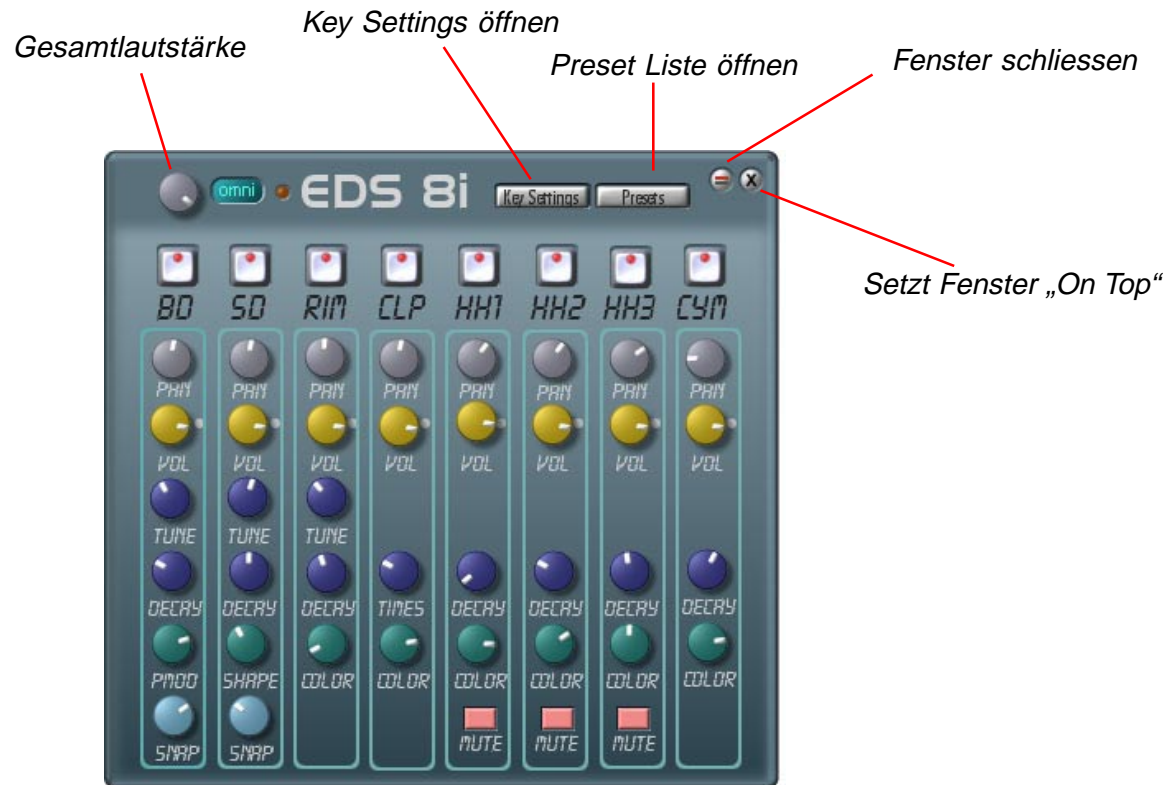 Key Settings öffnen
Gesamtlautstärke
Preset Liste öffnen
Fenster schliessen
omni EDS 8i Key Settings Presets X
Setzt Fenster „On Top“
BD SD RIM CLP HH1 HH2 HH3 CYM
PAN PAN PAN PAN PAN PAN PAN PAN
VOL VOL VOL VOL VOL VOL VOL VOL
TUNE TUNE TUNE
DECAY DECAY DECAY TIMES DECAY DECAY DECAY DECAY
PMOD SHAPE COLOR COLOR COLOR COLOR COLOR COLOR
SNAP SNAP MUTE MUTE MUTE